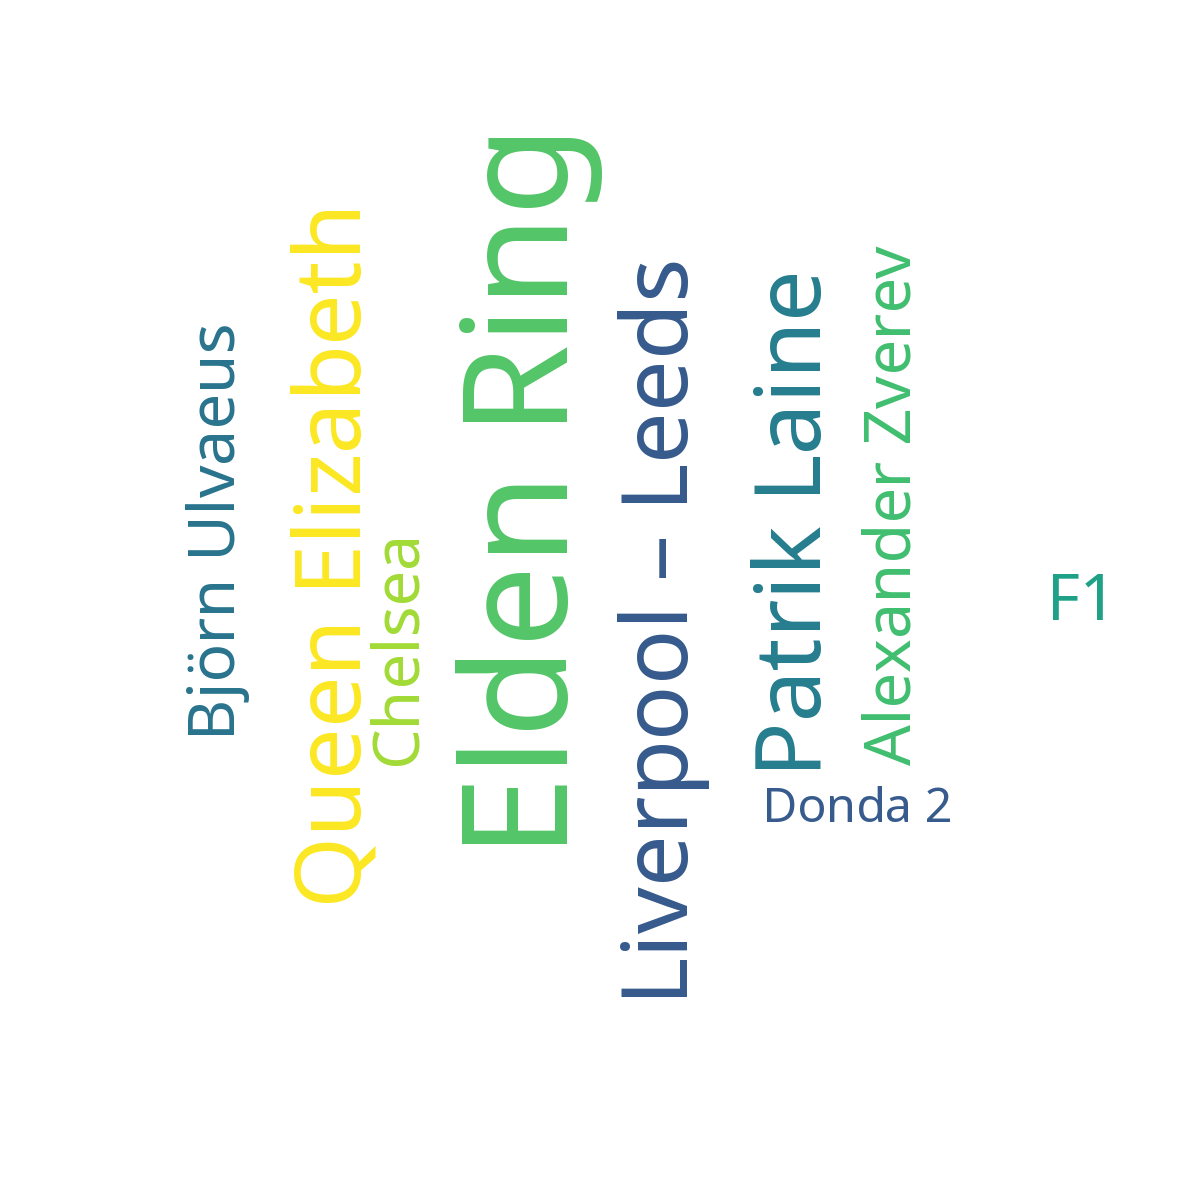 Björn Ulvaeus
Queen Elizabeth
Chelsea
Elden Ring
Liverpool – Leeds
Patrik Laine
Alexander Zverev
Donda 2
F1